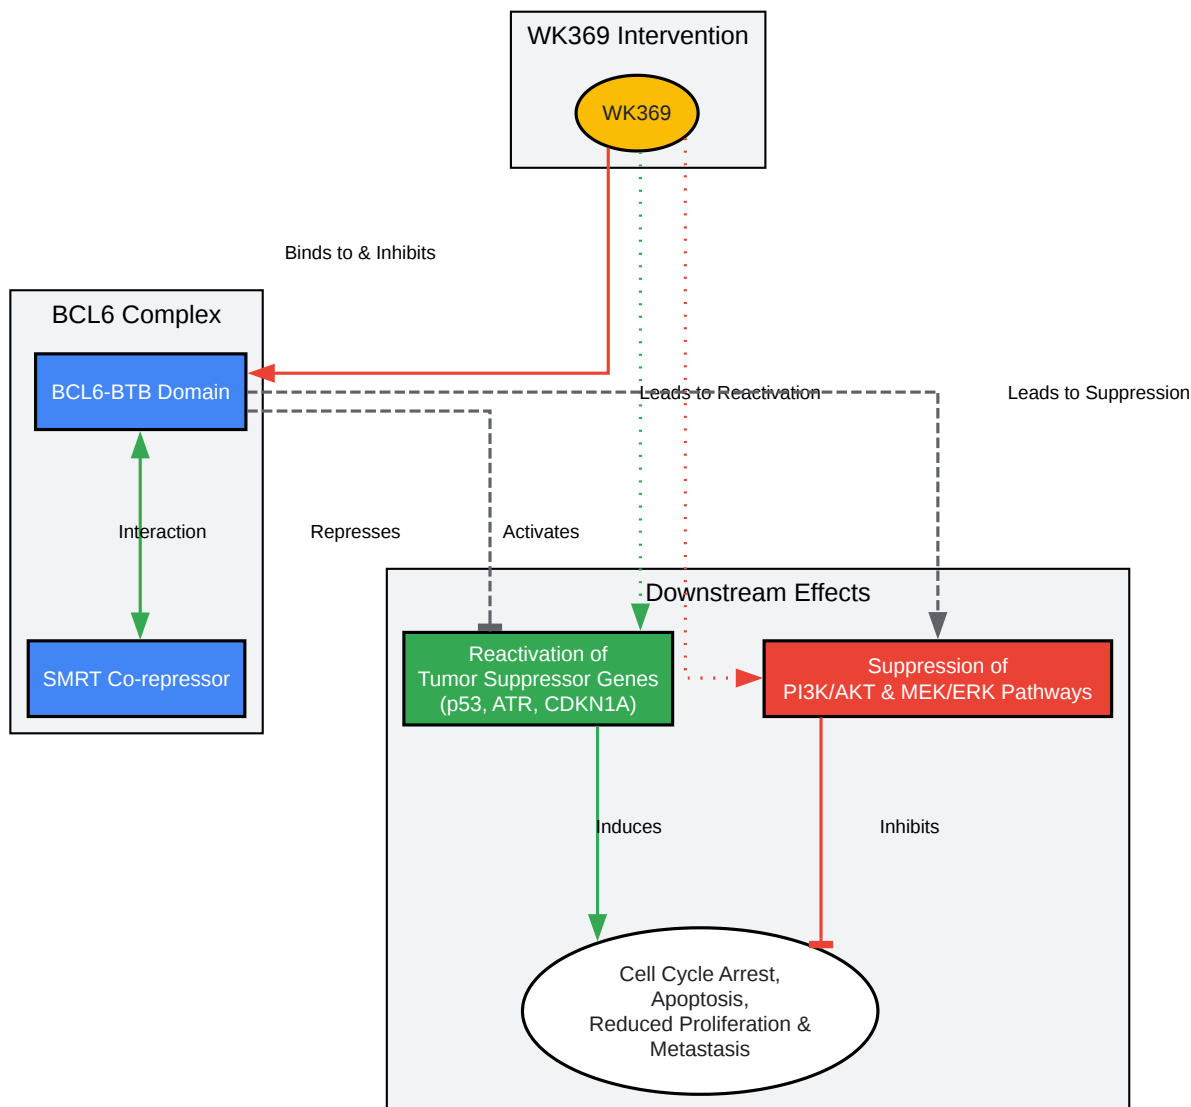 WK369 Intervention
WK369
Binds to & Inhibits
BCL6 Complex
BCL6-BTB Domain
Leads to Reactivation
Leads to Suppression
Interaction
Represses
Activates
Downstream Effects
SMRT Co-repressor
Reactivation of
Tumor Suppressor Genes
(p53, ATR, CDKN1A)
Suppression of
PI3K/AKT & MEK/ERK Pathways
Induces
Inhibits
Cell Cycle Arrest,
Apoptosis,
Reduced Proliferation &
Metastasis